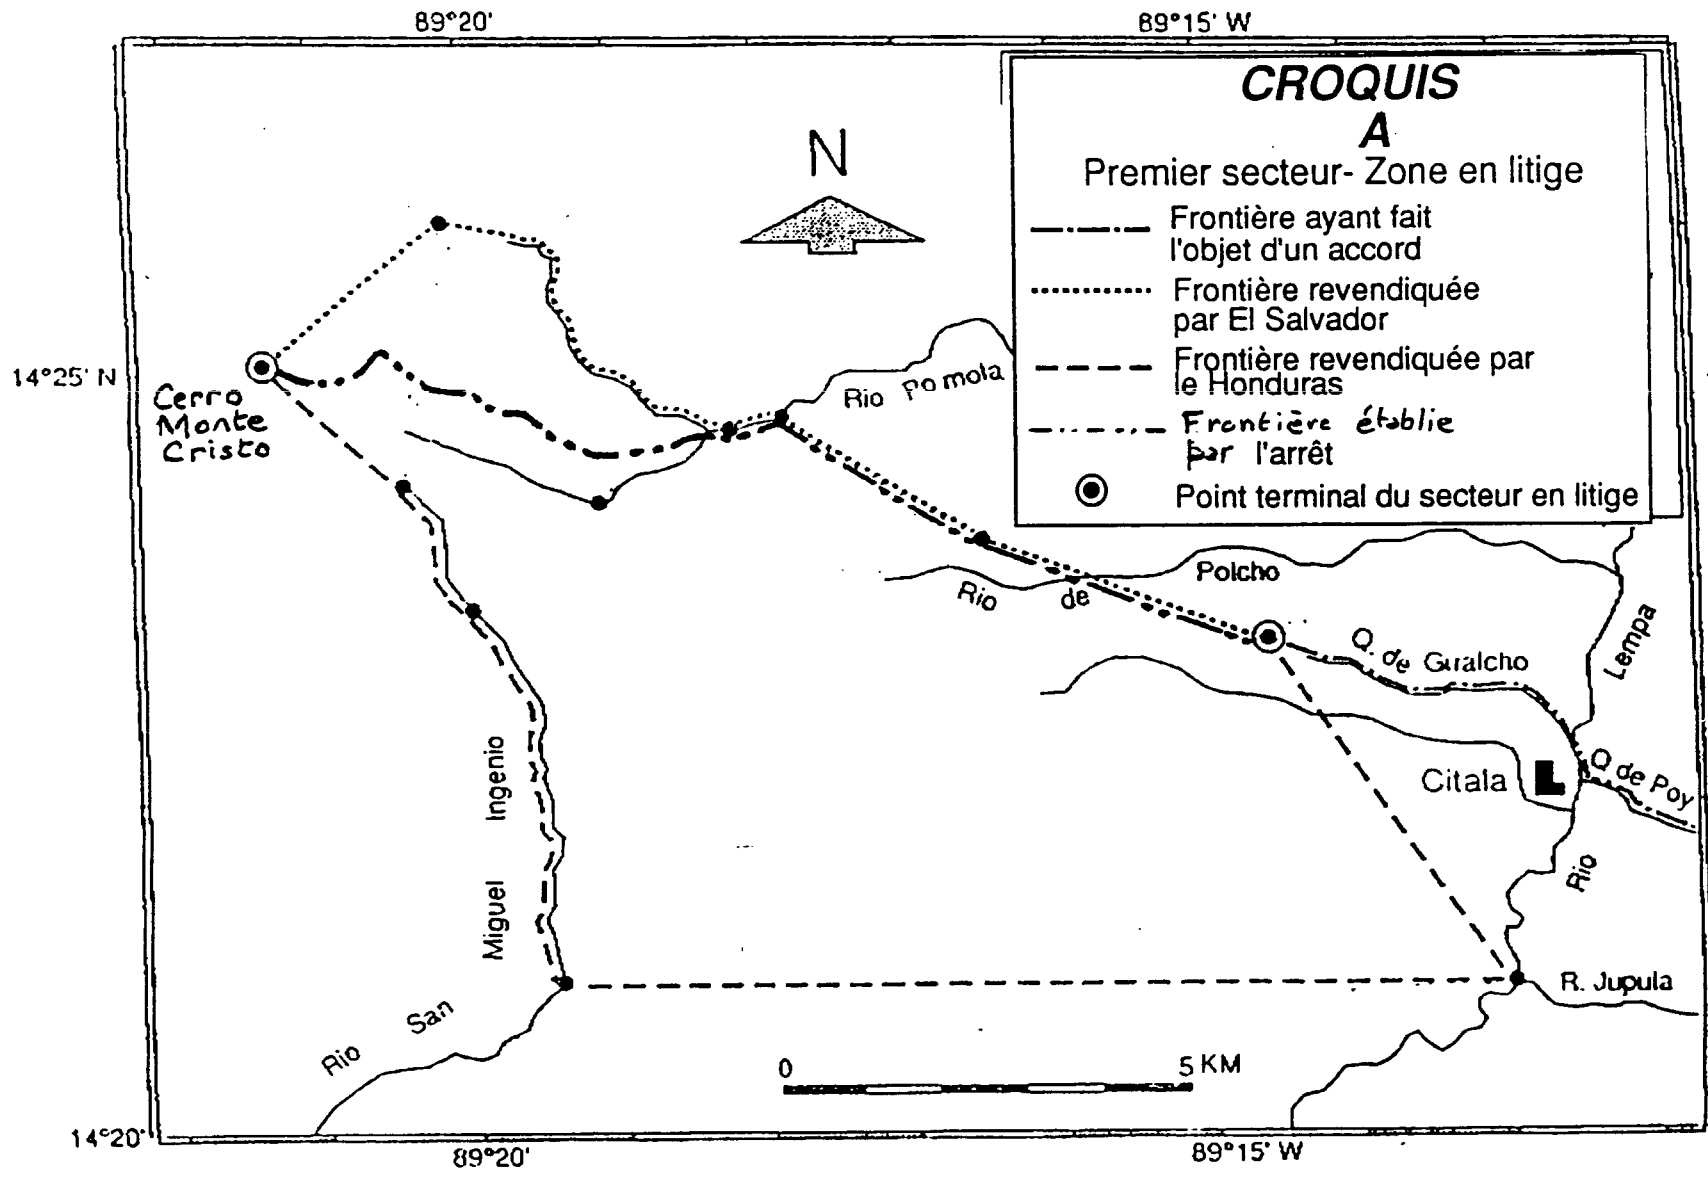 89°20'
89°15' W
CROQUIS
A
Premier secteur- Zone en litige
Frontière ayant fait
l'objet d'un accord
Frontière revendiquée
par El Salvador
Frontière revendiquée par
le Honduras
Frontière établie
par l'arrêt
Point terminal du secteur en litige
N
14°25' N
Cerro
Monte
Cristo
Rio Pomola
Rio de Polcho
Q. de Gualcho
Lempa
Citala
Q de Poy
Rio
Ingenio
Miguel
San
Rio
R. Jupula
0
5 KM
14°20'
89°20'
89°15' W